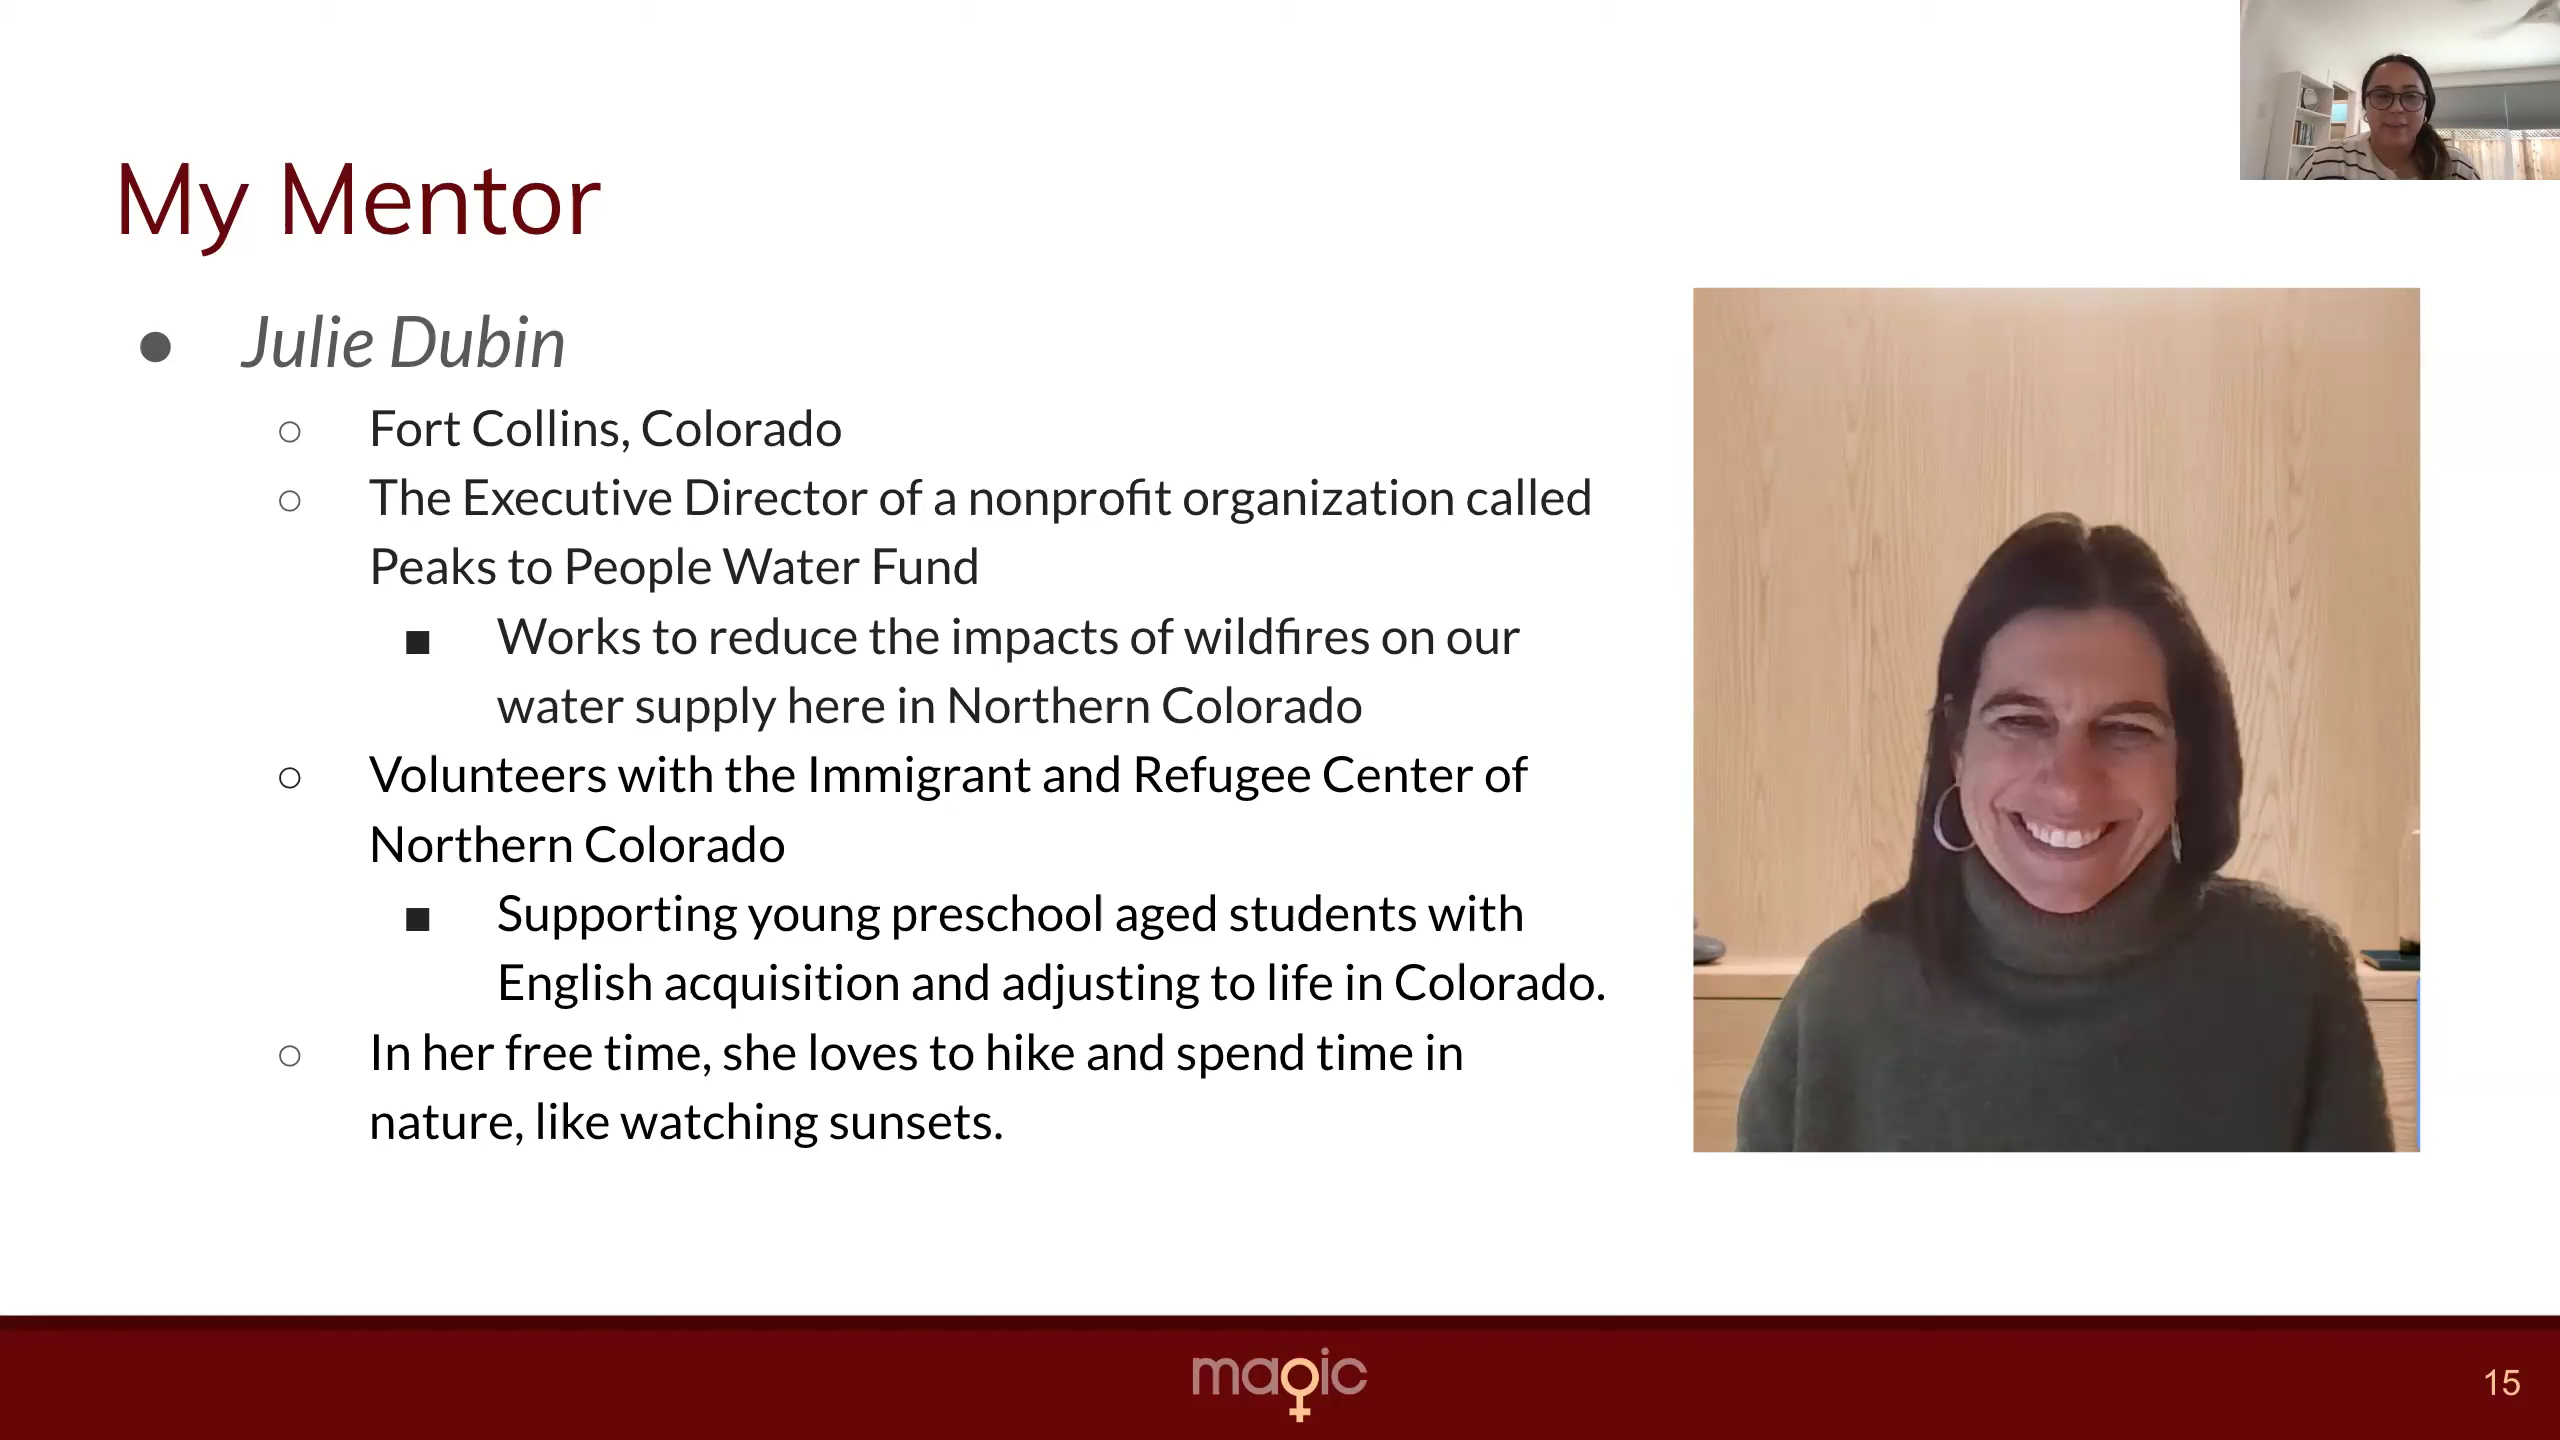 My Mentor
● Julie Dubin
○ Fort Collins, Colorado
○ The Executive Director of a nonprofit organization called
Peaks to People Water Fund
■ Works to reduce the impacts of wildfires on our
water supply here in Northern Colorado
○ Volunteers with the Immigrant and Refugee Center of
Northern Colorado
■ Supporting young preschool aged students with
English acquisition and adjusting to life in Colorado.
○ In her free time, she loves to hike and spend time in
nature, like watching sunsets.
magic
15